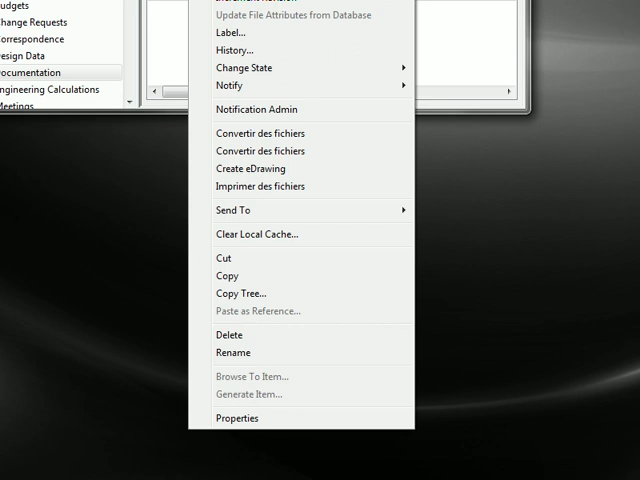 udgets
hange Requests
orrespondence
esign Data
ocumentation
ngineering Calculations
Meetings
Update File Attributes from Database
Label...
History...
Change State
Notify
Notification Admin
Convertir des fichiers
Convertir des fichiers
Create eDrawing
Imprimer des fichiers
Send To
Clear Local Cache...
Cut
Copy
Copy Tree...
Paste as Reference...
Delete
Rename
Browse To Item...
Generate Item...
Properties